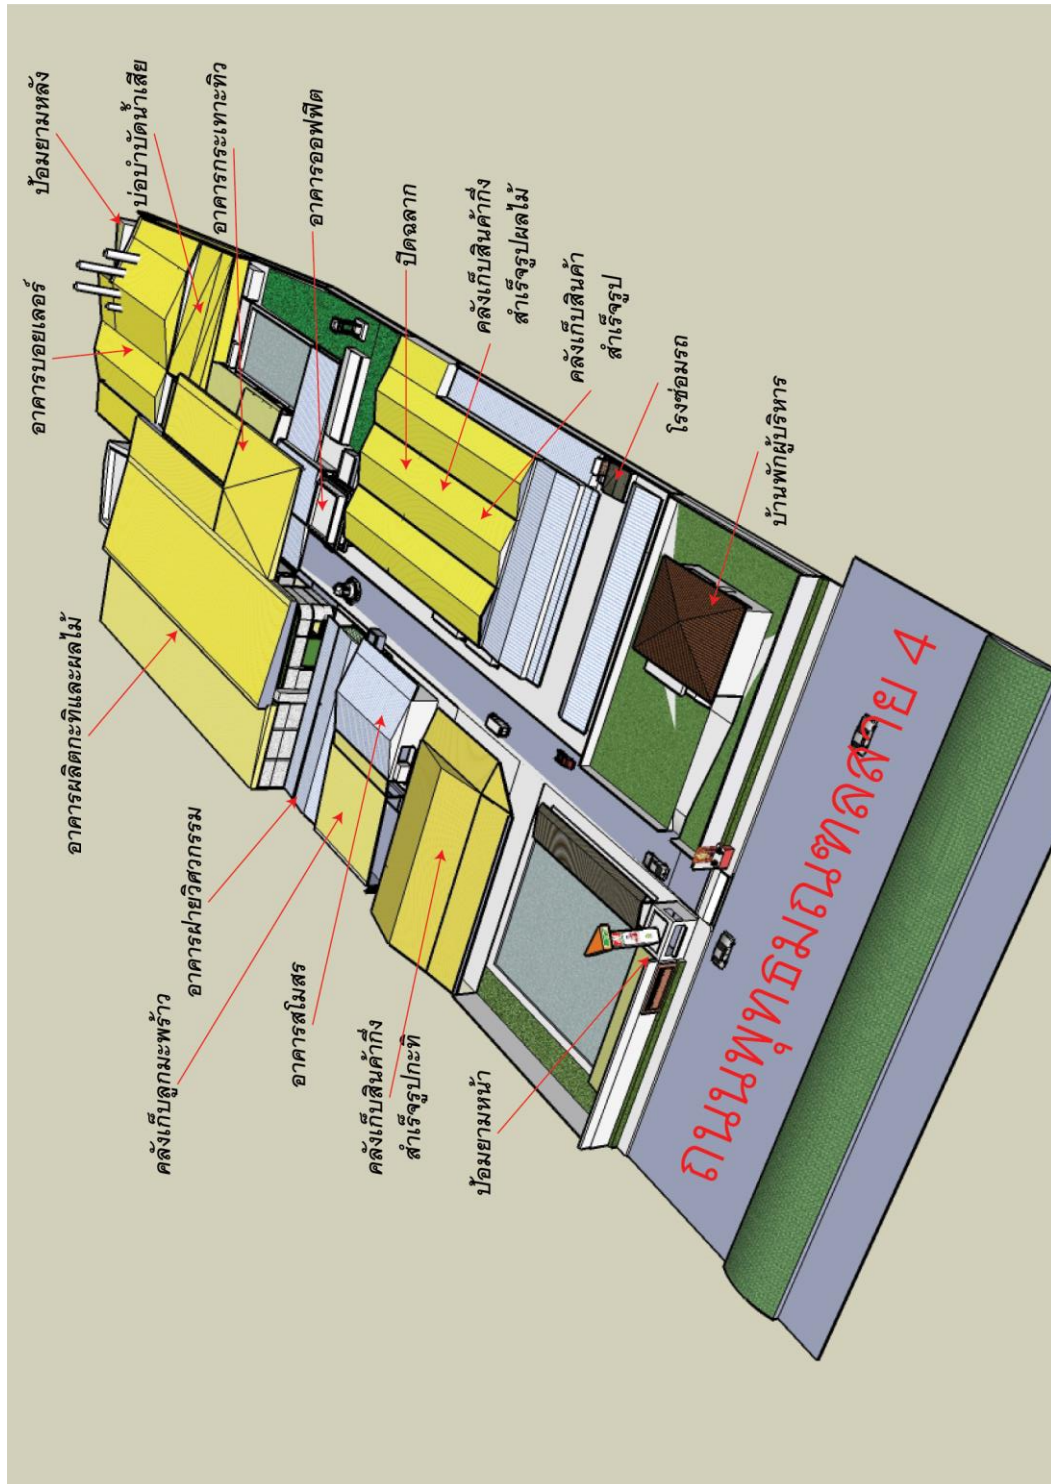 อาคารผลิตกะทิและผลไม้
อาคารบอยเลอร์
ป้อมยามหลัง
บ่อบำบัดน้ำเสีย
อาคารกระเทาะทิว
อาคารออฟฟิต
ปิดฉลาก
คลังเก็บสินค้ากึ่ง
สำเร็จรูปผลไม้
คลังเก็บสินค้า
สำเร็จรูป
โรงซ่อมรถ
บ้านพักผู้บริหาร
คลังเก็บลูกมะพร้าว
อาคารฝ่ายวิศวกรรม
อาคารสโมสร
คลังเก็บสินค้ากึ่ง
สำเร็จรูปกะทิ
ป้อมยามหน้า
ถนนพุทธมณฑลสาย 4